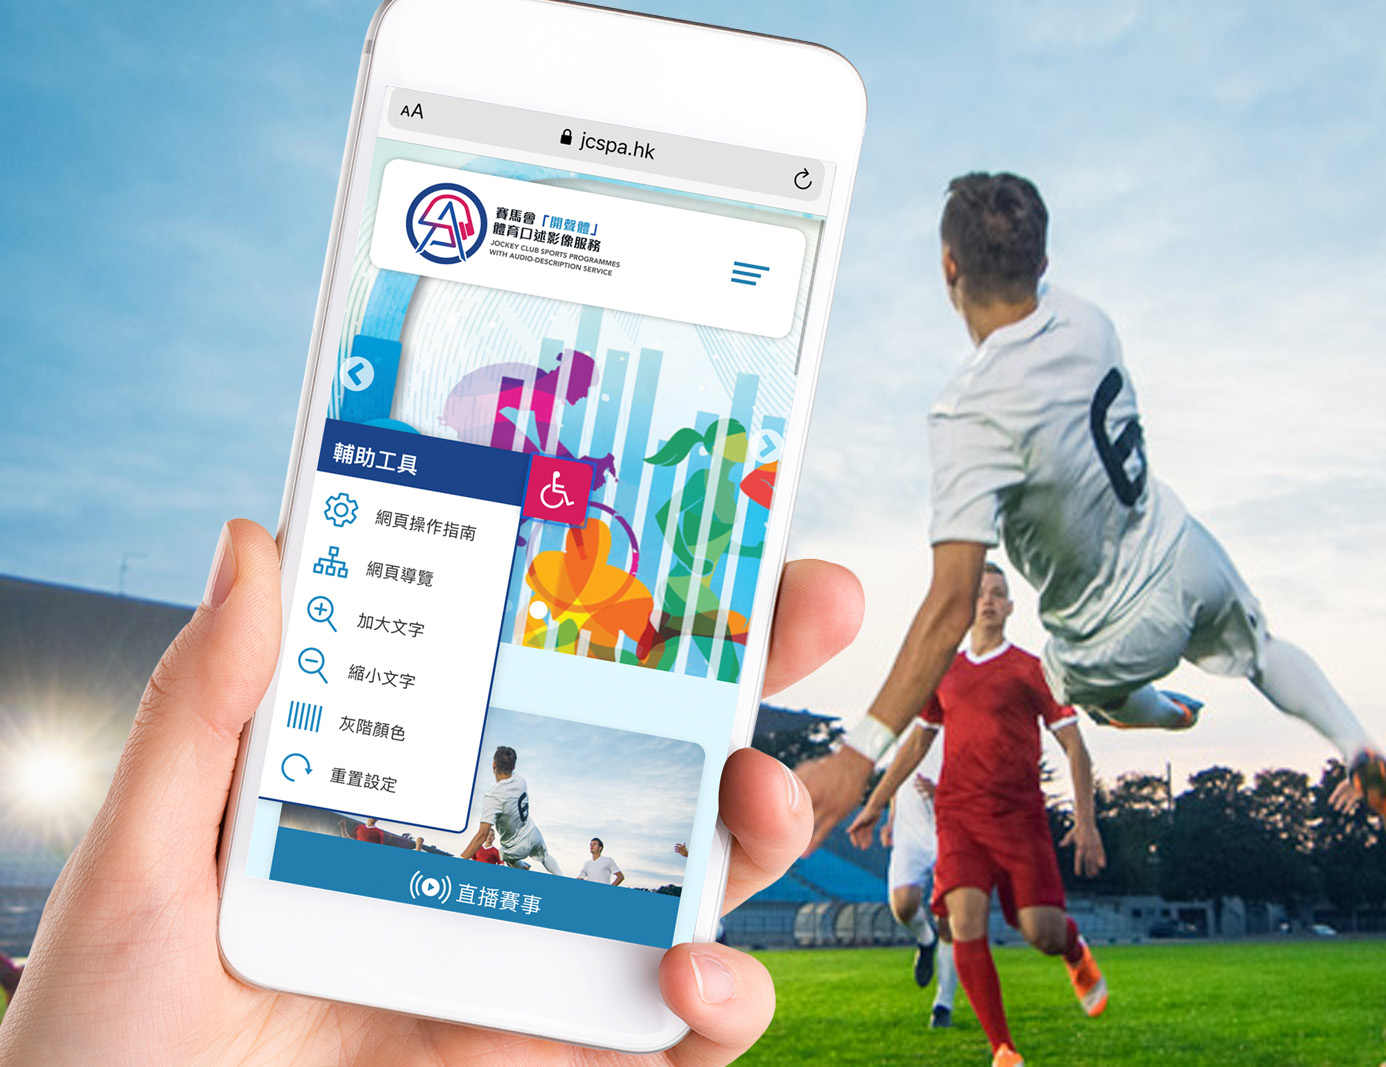 AA
jcspa.hk
賽馬會「開聲體」
體育口述影像服務
JOCKEY CLUB SPORTS PROGRAMMES
WITH AUDIO-DESCRIPTION SERVICE
輔助工具
網頁操作指南
網頁導覽
加大文字
縮小文字
灰階顏色
重置設定
6
直播賽事
6